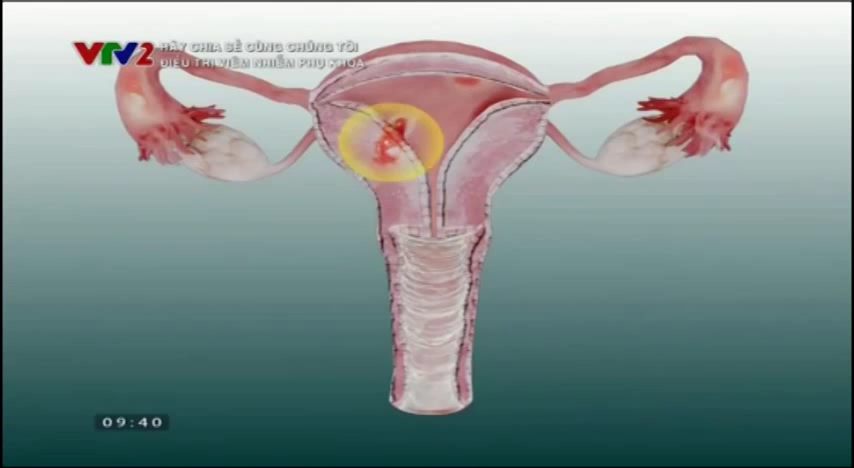 VTV2
HÃY CHIA SẺ CÙNG CHÚNG TÔI
ĐIỀU TRỊ VIÊM NHIỄM PHỤ KHOA
09:40